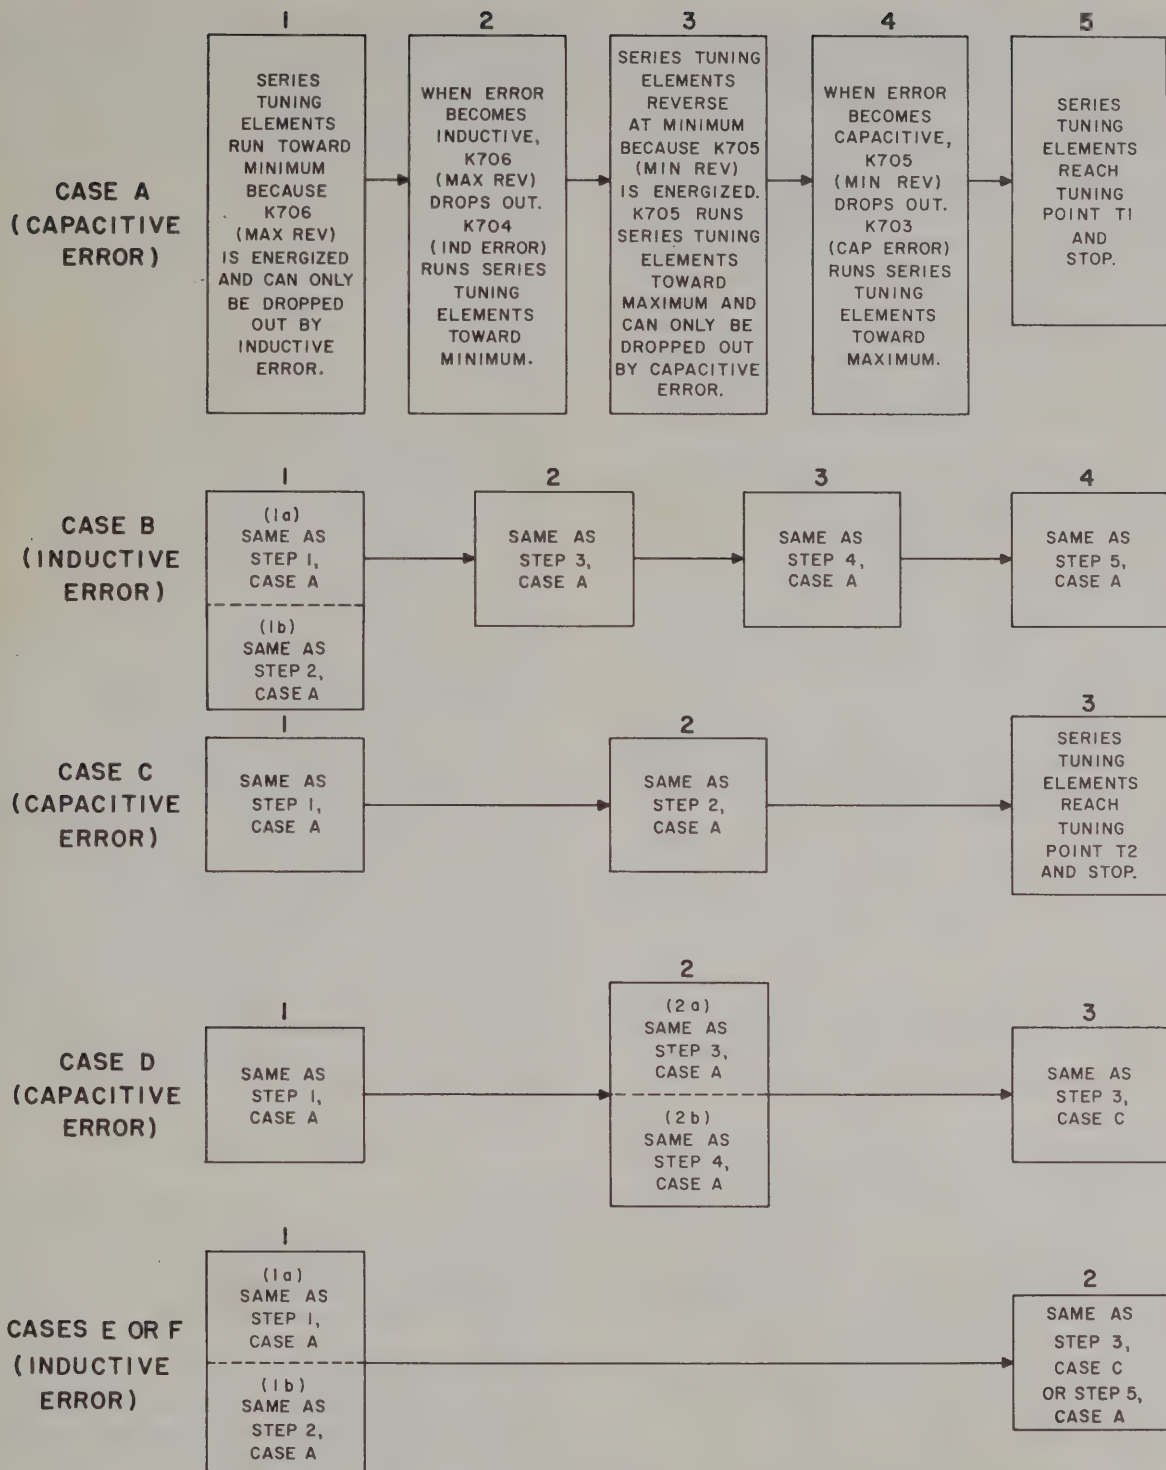 1
2
3
4
5
CASE A
(CAPACITIVE
ERROR)
SERIES
TUNING
ELEMENTS
RUN TOWARD
MINIMUM
BECAUSE
K706
(MAX REV)
IS ENERGIZED
AND CAN ONLY
BE DROPPED
OUT BY
INDUCTIVE
ERROR.
WHEN ERROR
BECOMES
INDUCTIVE,
K706
(MAX REV)
DROPS OUT.
K704
(IND ERROR)
RUNS SERIES
TUNING
ELEMENTS
TOWARD
MINIMUM.
SERIES TUNING
ELEMENTS
REVERSE
AT MINIMUM
BECAUSE K705
(MIN REV)
IS ENERGIZED.
K705 RUNS
SERIES TUNING
ELEMENTS
TOWARD
MAXIMUM AND
CAN ONLY BE
DROPPED OUT
BY CAPACITIVE
ERROR.
WHEN ERROR
BECOMES
CAPACITIVE,
K705
(MIN REV)
DROPS OUT.
K703
(CAP ERROR)
RUNS SERIES
TUNING
ELEMENTS
TOWARD
MAXIMUM.
SERIES
TUNING
ELEMENTS
REACH
TUNING
POINT T1
AND
STOP.
1
2
3
4
CASE B
(INDUCTIVE
ERROR)
(1a)
SAME AS
STEP 1,
CASE A
(1b)
SAME AS
STEP 2,
CASE A
SAME AS
STEP 3,
CASE A
SAME AS
STEP 4,
CASE A
SAME AS
STEP 5,
CASE A
1
2
3
CASE C
(CAPACITIVE
ERROR)
SAME AS
STEP 1,
CASE A
SAME AS
STEP 2,
CASE A
SERIES
TUNING
ELEMENTS
REACH
TUNING
POINT T2
AND STOP.
1
2
3
CASE D
(CAPACITIVE
ERROR)
SAME AS
STEP 1,
CASE A
(2a)
SAME AS
STEP 3,
CASE A
(2b)
SAME AS
STEP 4,
CASE A
SAME AS
STEP 3,
CASE C
1
2
CASES E OR F
(INDUCTIVE
ERROR)
(1a)
SAME AS
STEP 1,
CASE A
(1b)
SAME AS
STEP 2,
CASE A
SAME AS
STEP 3,
CASE C
OR STEP 5,
CASE A